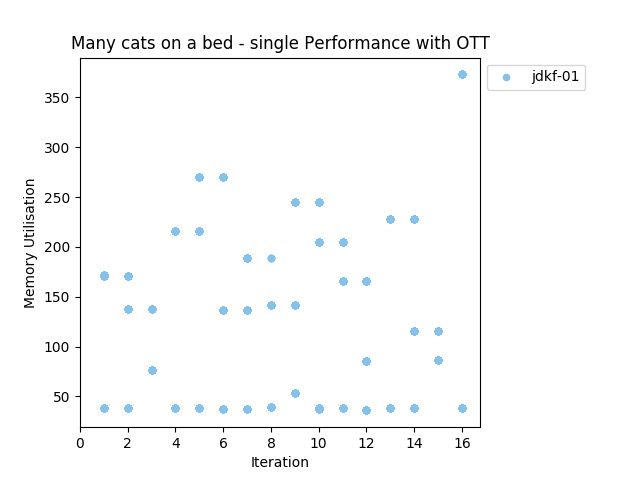 Many cats on a bed - single Performance with OTT
jdkf-01
350
300
250
200
150
100
50
Memory Utilisation
0 2 4 6 8 10 12 14 16
Iteration